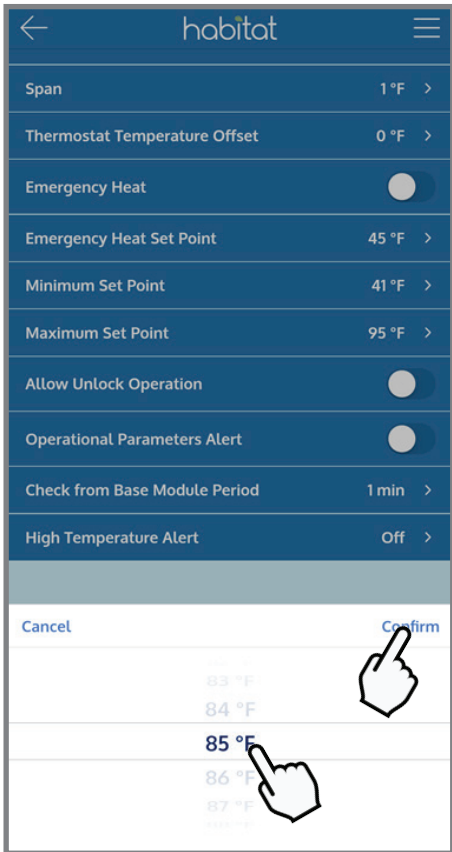 habitat
Span 1 °F >
Thermostat Temperature Offset 0 °F >
Emergency Heat
Emergency Heat Set Point 45 °F >
Minimum Set Point 41 °F >
Maximum Set Point 95 °F >
Allow Unlock Operation
Operational Parameters Alert
Check from Base Module Period 1 min >
High Temperature Alert Off >
Cancel Confirm
83 °F
84 °F
85 °F
86 °F
87 °F